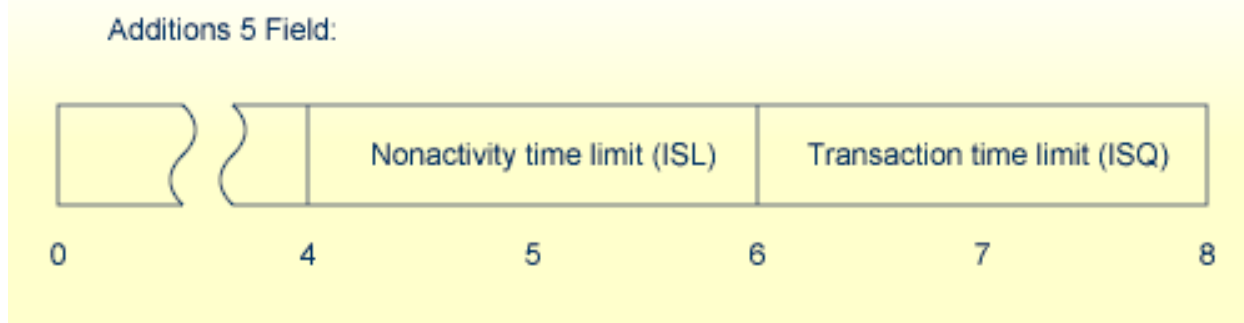 Additions 5 Field:
Nonactivity time limit (ISL) Transaction time limit (ISQ)
0 4 5 6 7 8